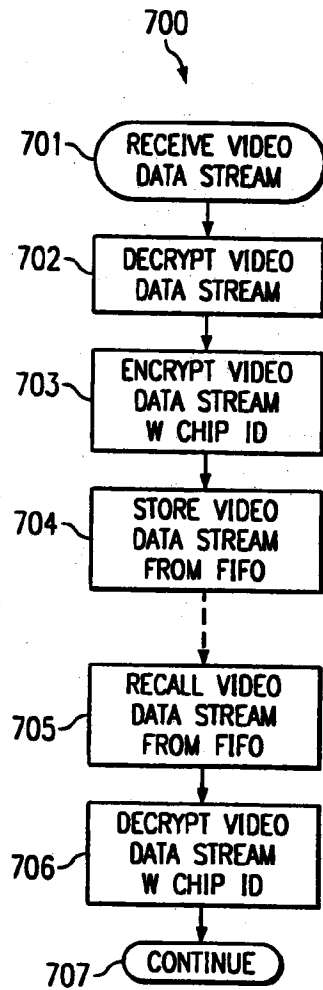 700
701
RECEIVE VIDEO
DATA STREAM
702
DECRYPT VIDEO
DATA STREAM
703
ENCRYPT VIDEO
DATA STREAM
W CHIP ID
704
STORE VIDEO
DATA STREAM
FROM FIFO
705
RECALL VIDEO
DATA STREAM
FROM FIFO
706
DECRYPT VIDEO
DATA STREAM
W CHIP ID
707
CONTINUE